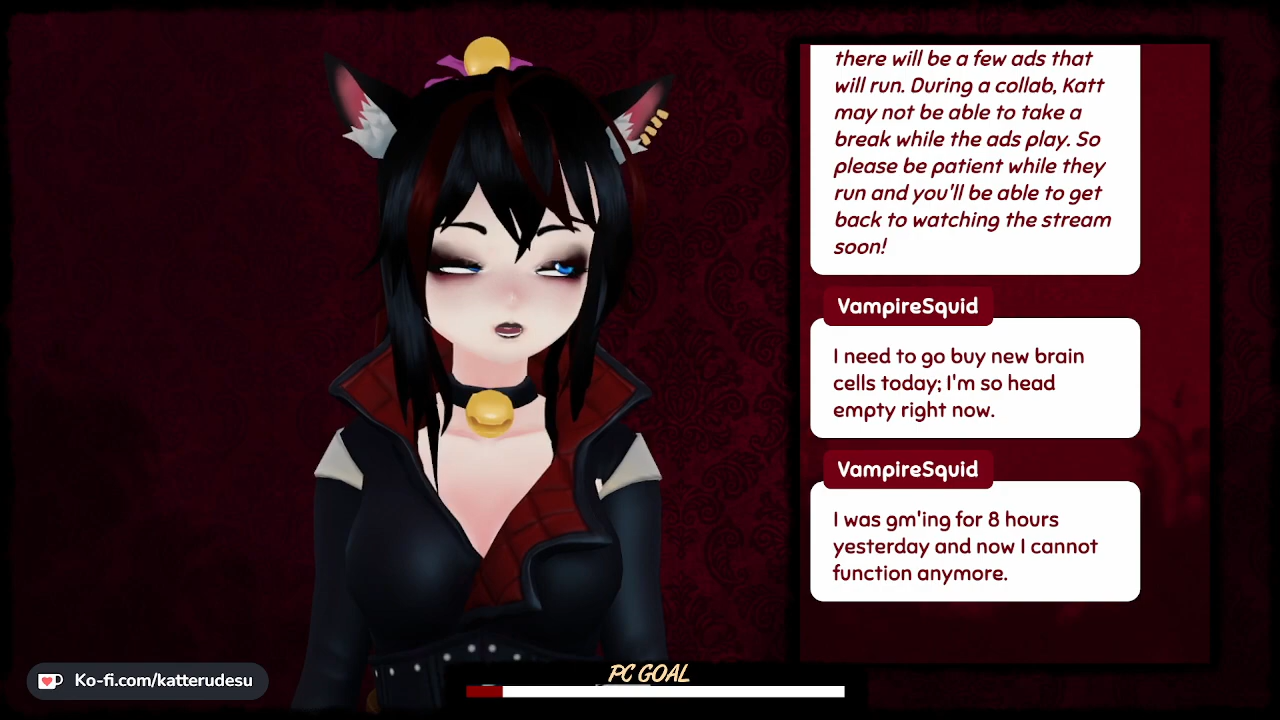 there will be a few ads that
will run. During a collab, Katt
may not be able to take a
break while the ads play. So
please be patient while they
run and you'll be able to get
back to watching the stream
soon!
VampireSquid
I need to go buy new brain
cells today; I'm so head
empty right now.
VampireSquid
I was gm'ing for 8 hours
yesterday and now I cannot
function anymore.
PC GOAL
Ko-fi.com/katterudesu